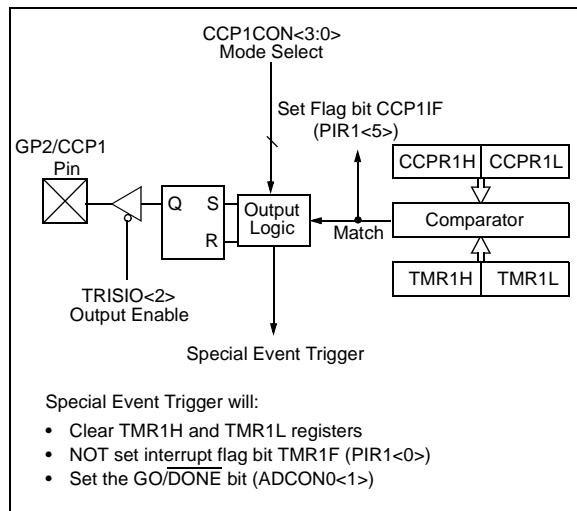 CCP1CON<3:0>
Mode Select
Set Flag bit CCP1IF
(PIR1<5>)
GP2/CCP1
Pin
CCPR1H CCPR1L
Q S
R
Output
Logic
Match
Comparator
TRISIO<2>
Output Enable
TMR1H TMR1L
Special Event Trigger
Special Event Trigger will:
• Clear TMR1H and TMR1L registers
• NOT set interrupt flag bit TMR1F (PIR1<0>)
• Set the GO/DONE bit (ADCON0<1>)